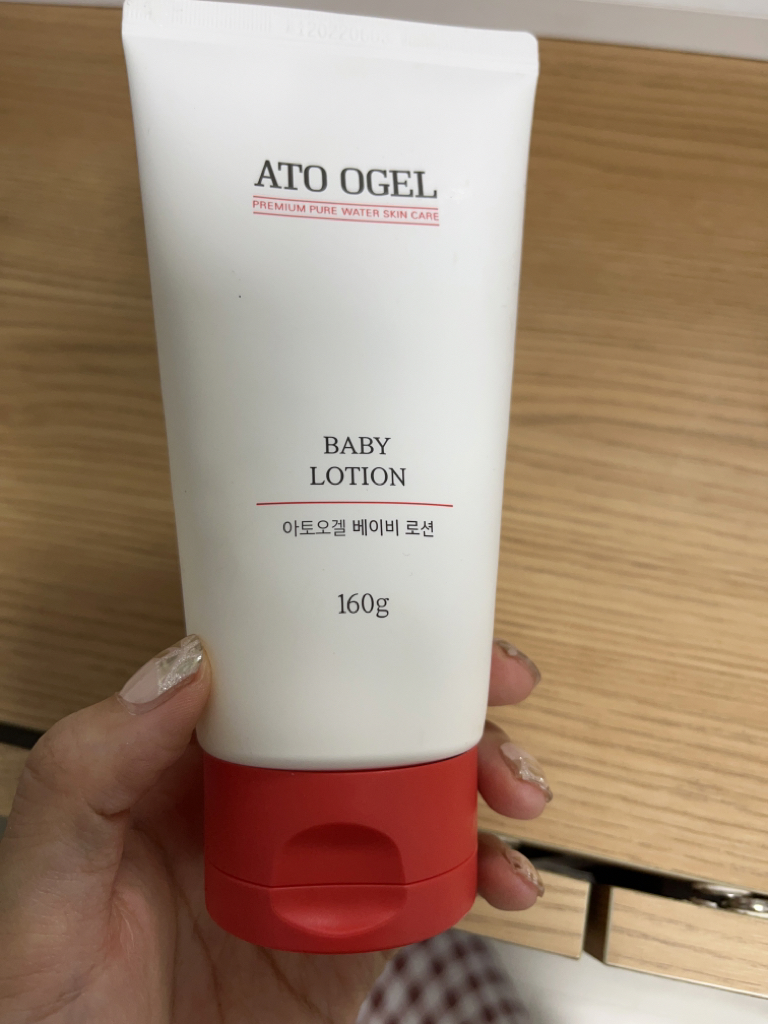 ATO OGEL
PREMIUM PURE WATER SKIN CARE
BABY
LOTION
아토오겔 베이비 로션
160g